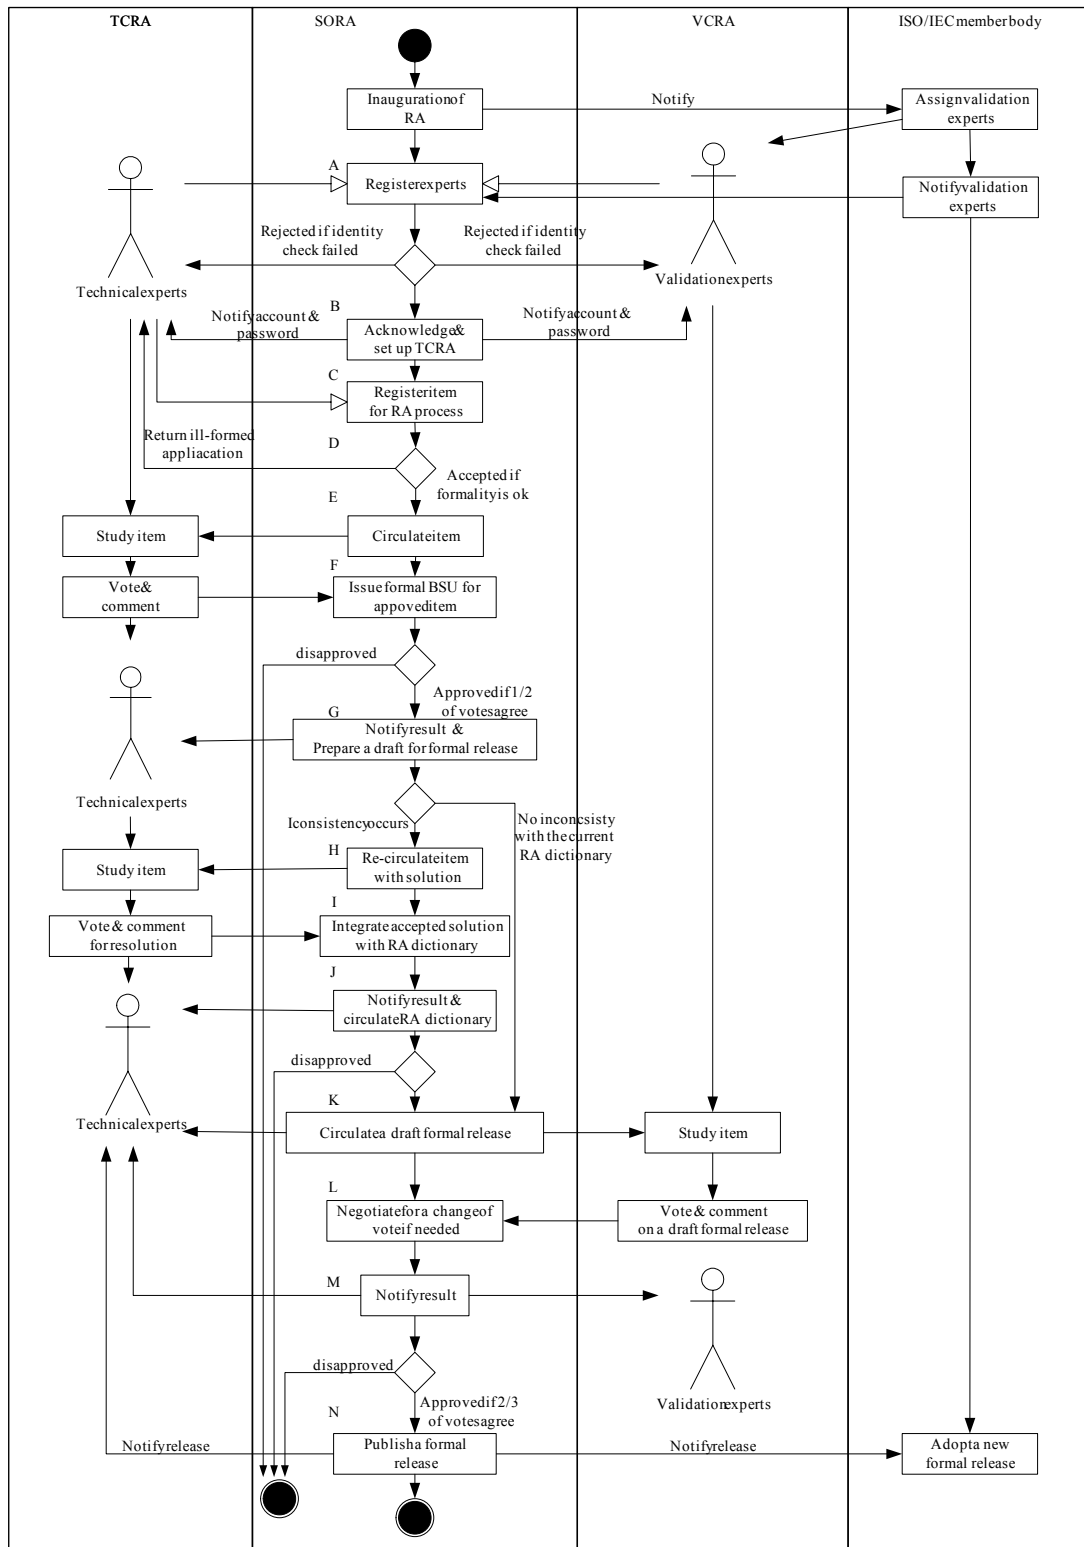 TCRA
SORA
VCRA
ISO/IEC member body
Inauguration of
RA
Notify
Assign validation
experts
A
Register experts
Notify validation
experts
Rejected if identity
check failed
Rejected if identity
check failed
Technical experts
Validation experts
B
Notify account &
password
Acknowledge &
set up TCRA
Notify account &
password
C
Register item
for RA process
Return ill-formed
appliacation
D
Accepted if
formality is ok
E
Study item
Circulate item
F
Vote &
comment
Issue formal BSU for
appoved item
disapproved
Approved if 1/2
of votes agree
G
Notify result &
Prepare a draft for formal release
Technical experts
Iconsistency occurs
No inconcsisty
with the current
RA dictionary
H
Study item
Re-circulate item
with solution
I
Vote & comment
for resolution
Integrate accepted solution
with RA dictionary
J
Notify result &
circulate RA dictionary
disapproved
K
Technical experts
Circulate a draft formal release
Study item
L
Negotiate for a change of
vote if needed
Vote & comment
on a draft formal release
M
Notify result
disapproved
Validation experts
Approved if 2/3
of votes agree
N
Notify release
Publish a formal
release
Notify release
Adopt a new
formal release